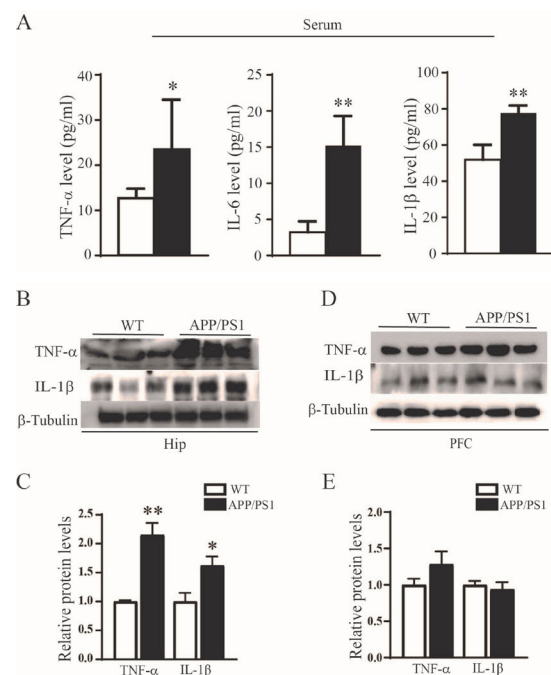 A
Serum
TNF-α level (pg/ml)
40
30
20
10
0
*
IL-6 level (pg/ml)
25
20
15
10
5
0
**
IL-1β level (pg/ml)
100
80
60
40
20
0
**
B
WT APP/PS1
TNF-α
IL-1β
β-Tubulin
Hip
D
WT APP/PS1
TNF-α
IL-1β
β-Tubulin
PFC
C
WT
APP/PS1
Relative protein levels
2.5
2.0
1.5
1.0
0.5
0.0
** *
TNF-α IL-1β
E
WT
APP/PS1
Relative protein levels
2.0
1.5
1.0
0.5
0.0
TNF-α IL-1β